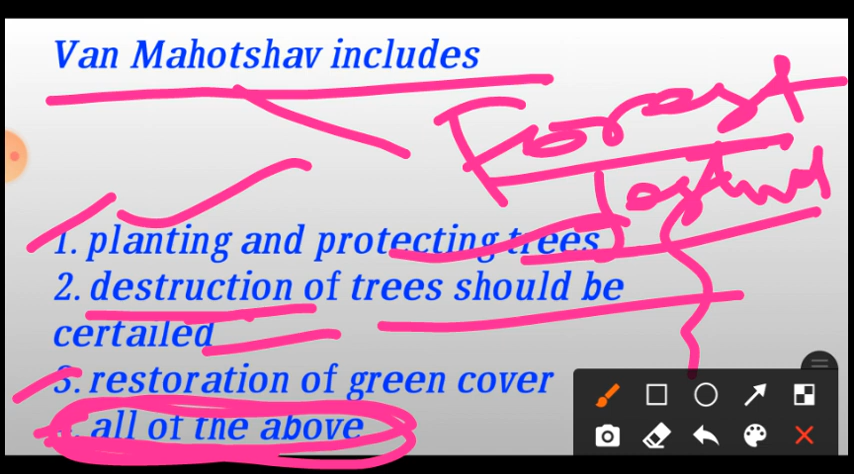 Van Mahotshav includes
Forest
1. planting and protecting trees
2. destruction of trees should be
certailed
3. restoration of green cover
4. all of the above